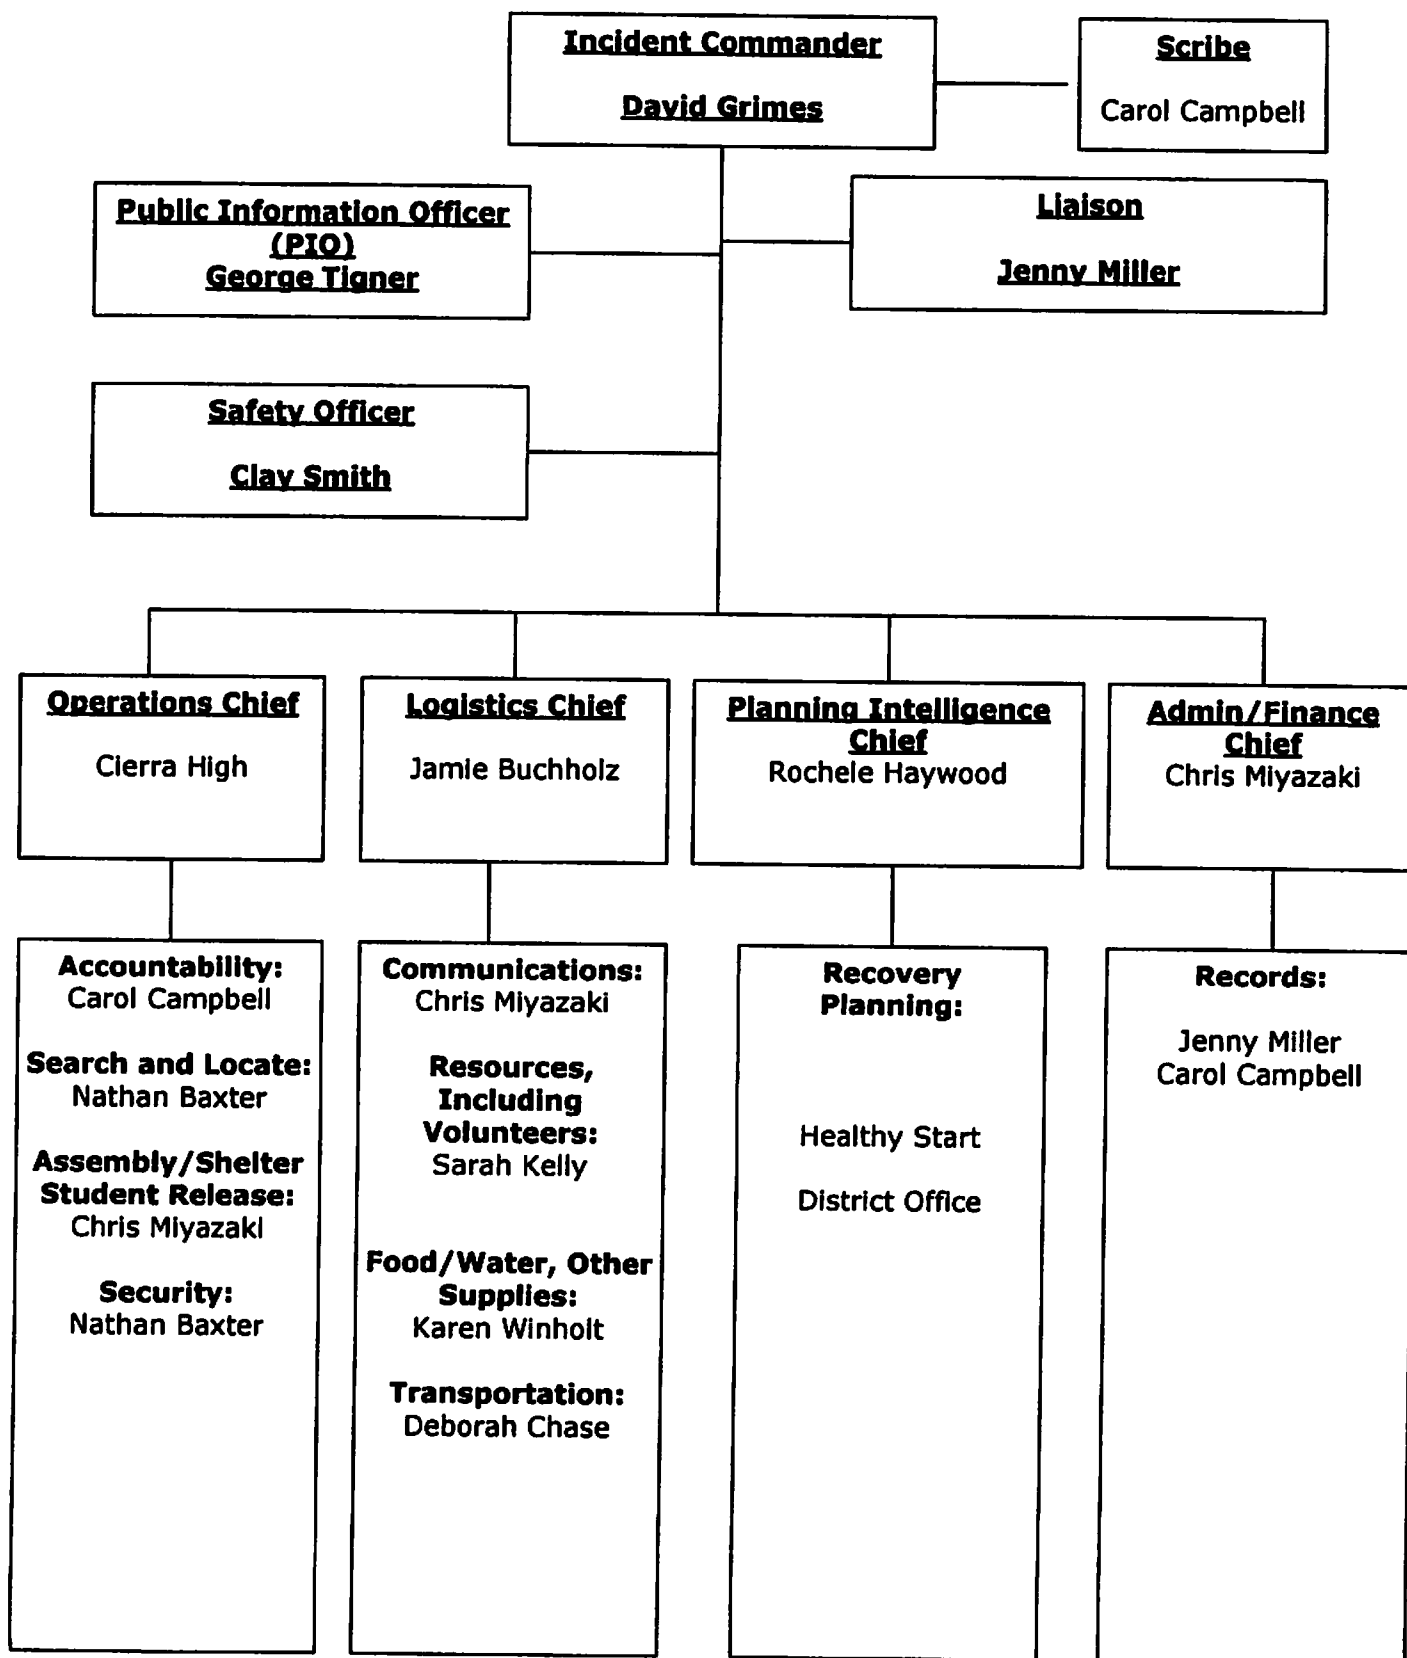 Incident Commander
David Grimes
Scribe
Carol Campbell
Public Information Officer
(PIO)
George Tigner
Liaison
Jenny Miller
Safety Officer
Clay Smith
Operations Chief
Cierra High
Logistics Chief
Jamie Buchholz
Planning Intelligence
Chief
Rochele Haywood
Admin/Finance
Chief
Chris Miyazaki
Accountability:
Carol Campbell
Search and Locate:
Nathan Baxter
Assembly/Shelter
Student Release:
Chris Miyazaki
Security:
Nathan Baxter
Communications:
Chris Miyazaki
Resources,
Including
Volunteers:
Sarah Kelly
Food/Water, Other
Supplies:
Karen Winholt
Transportation:
Deborah Chase
Recovery
Planning:
Healthy Start
District Office
Records:
Jenny Miller
Carol Campbell